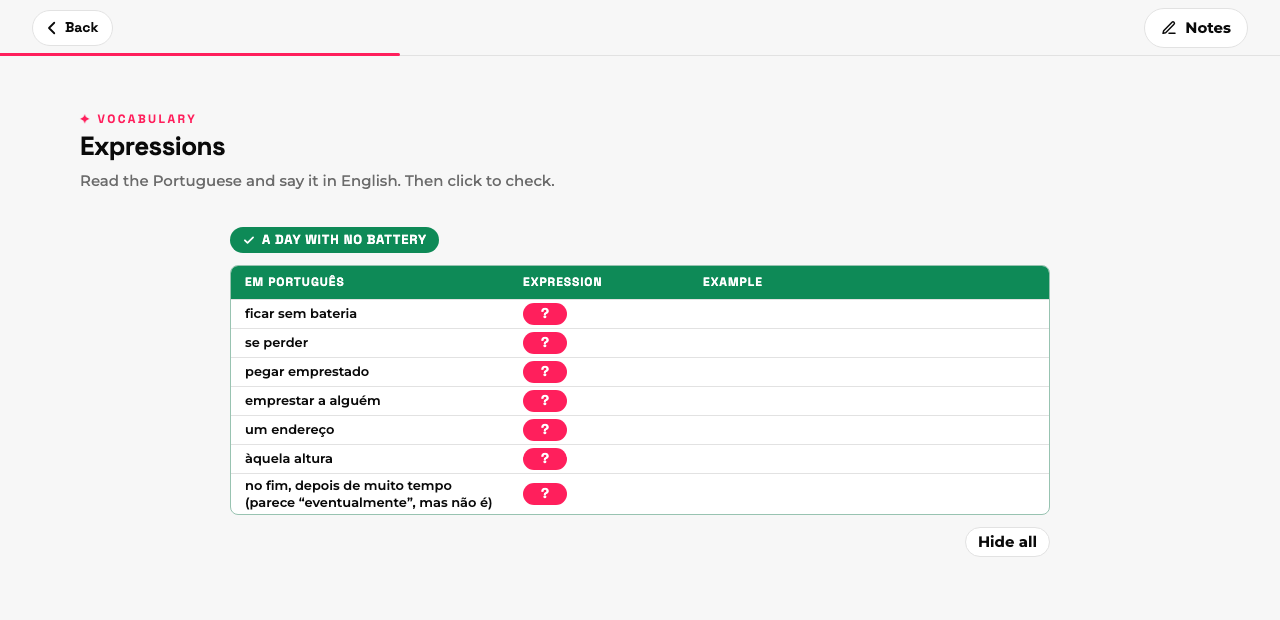 Back
Notes
VOCABULARY
Expressions
Read the Portuguese and say it in English. Then click to check.
A DAY WITH NO BATTERY
EM PORTUGUÊS EXPRESSION EXAMPLE
ficar sem bateria ?
se perder ?
pegar emprestado ?
emprestar a alguém ?
um endereço ?
àquela altura ?
no fim, depois de muito tempo
(parece “eventualmente”, mas não é) ?
Hide all